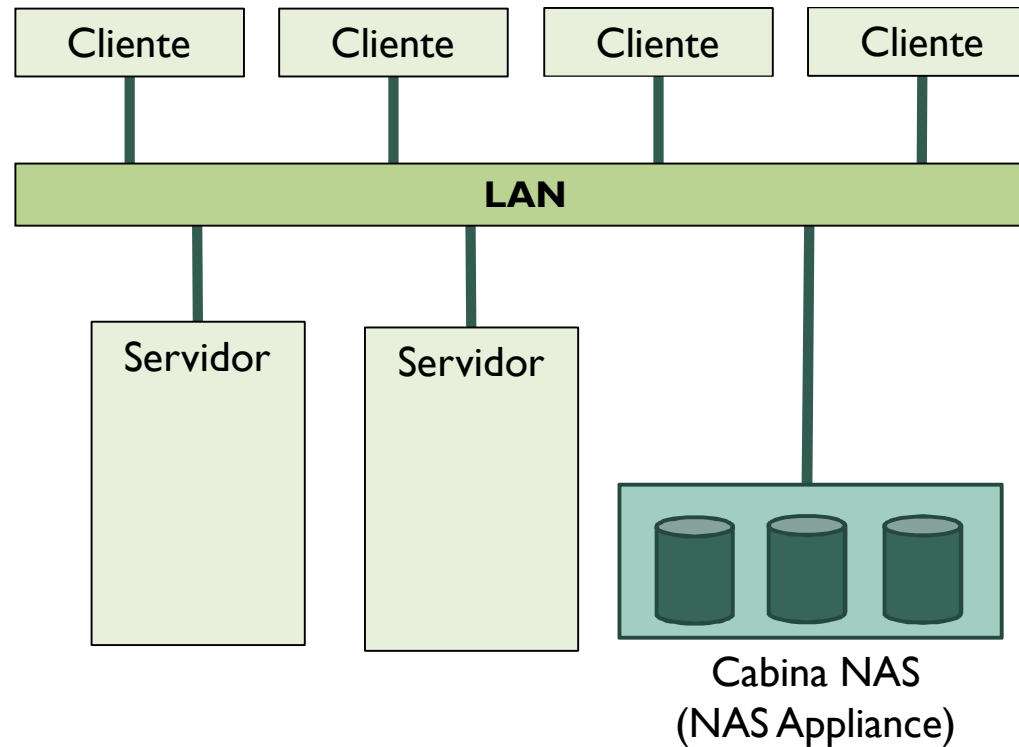 Cliente
Cliente
Cliente
Cliente
LAN
Servidor
Servidor
Cabina NAS
(NAS Appliance)